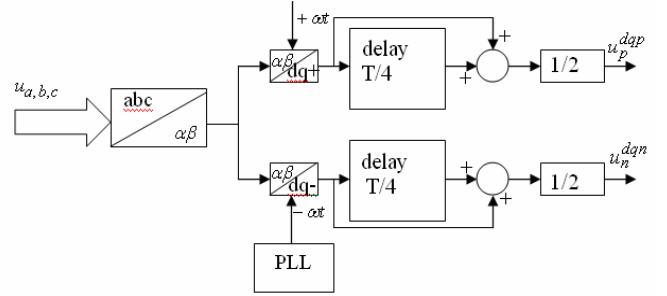 + ωt
u_{a,b,c}
abc
αβ
αβ
dq+
delay
T/4
+
+
1/2
u_p^{dqp}
αβ
dq-
delay
T/4
+
+
1/2
u_n^{dqn}
- ωt
PLL